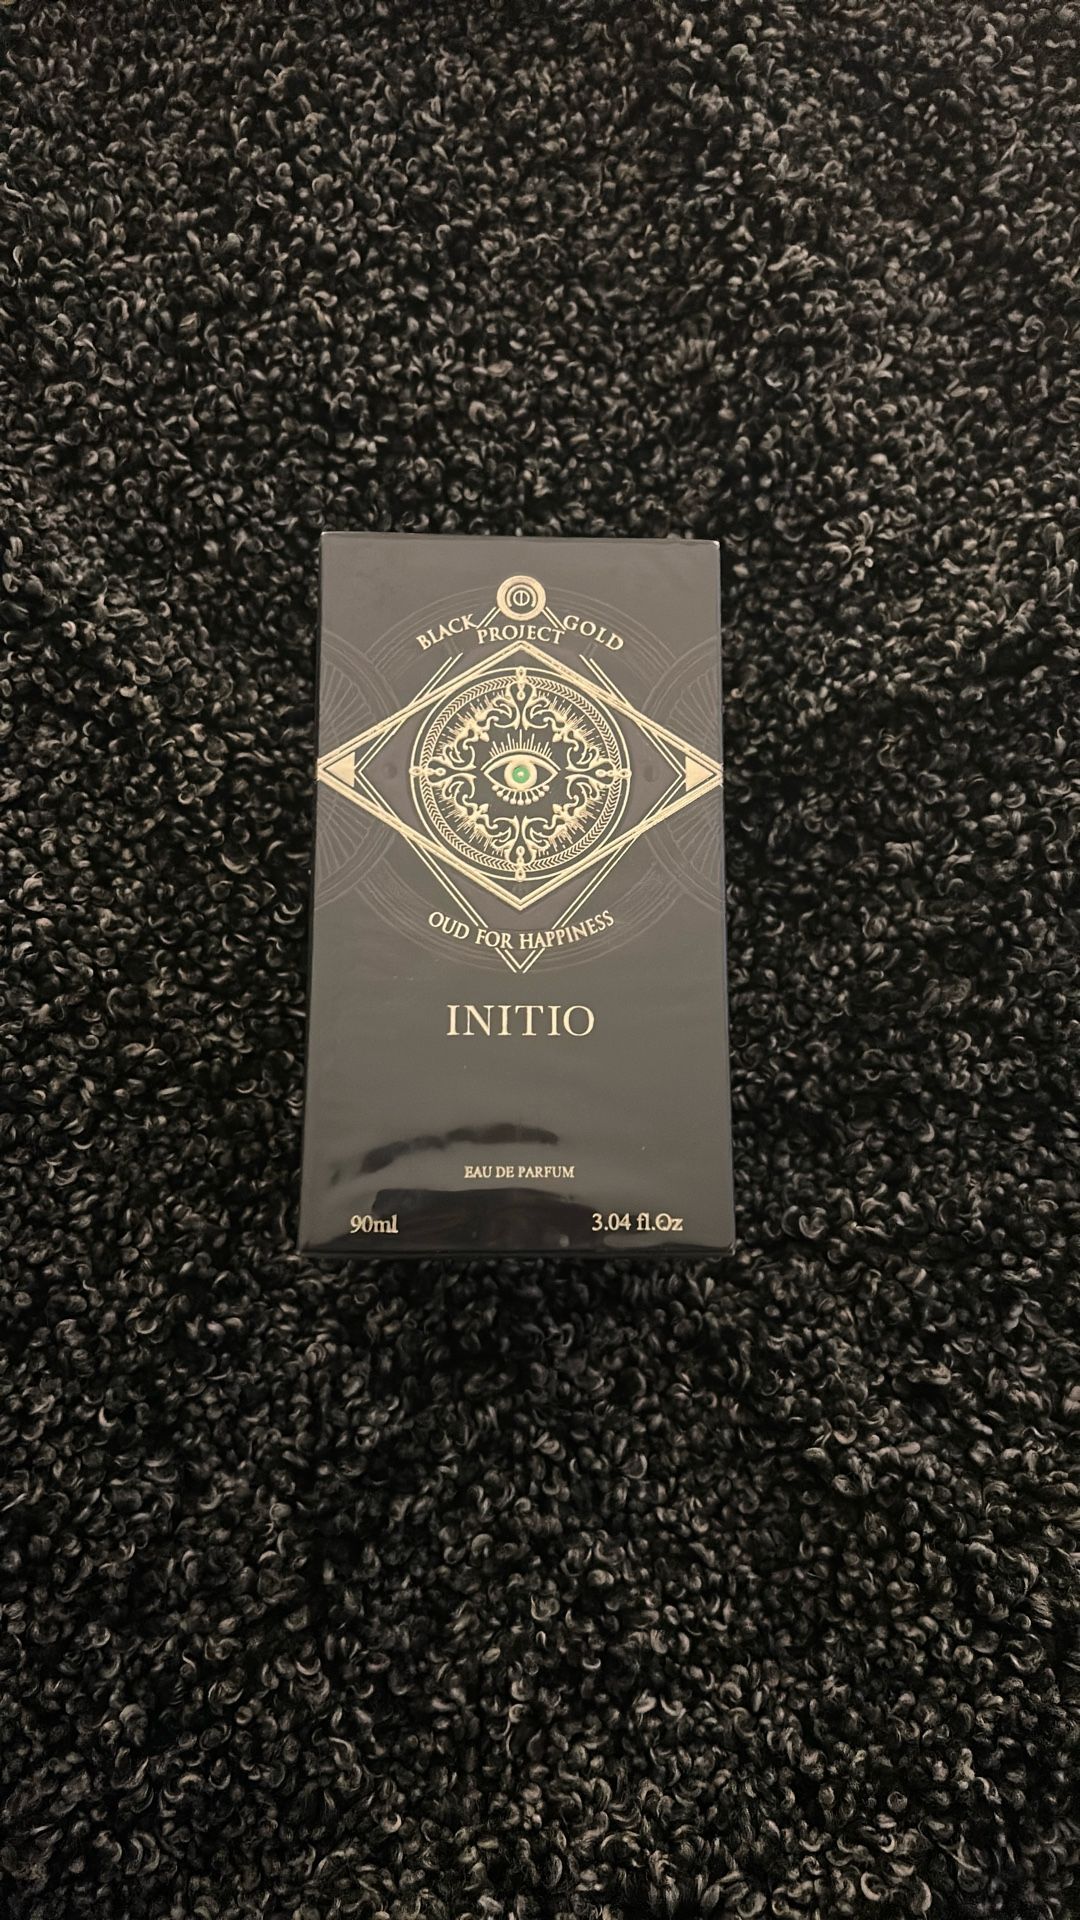 BLACK PROJECT GOLD
OUD FOR HAPPINESS
INITIO
EAU DE PARFUM
90ml 3.04 fl.Oz